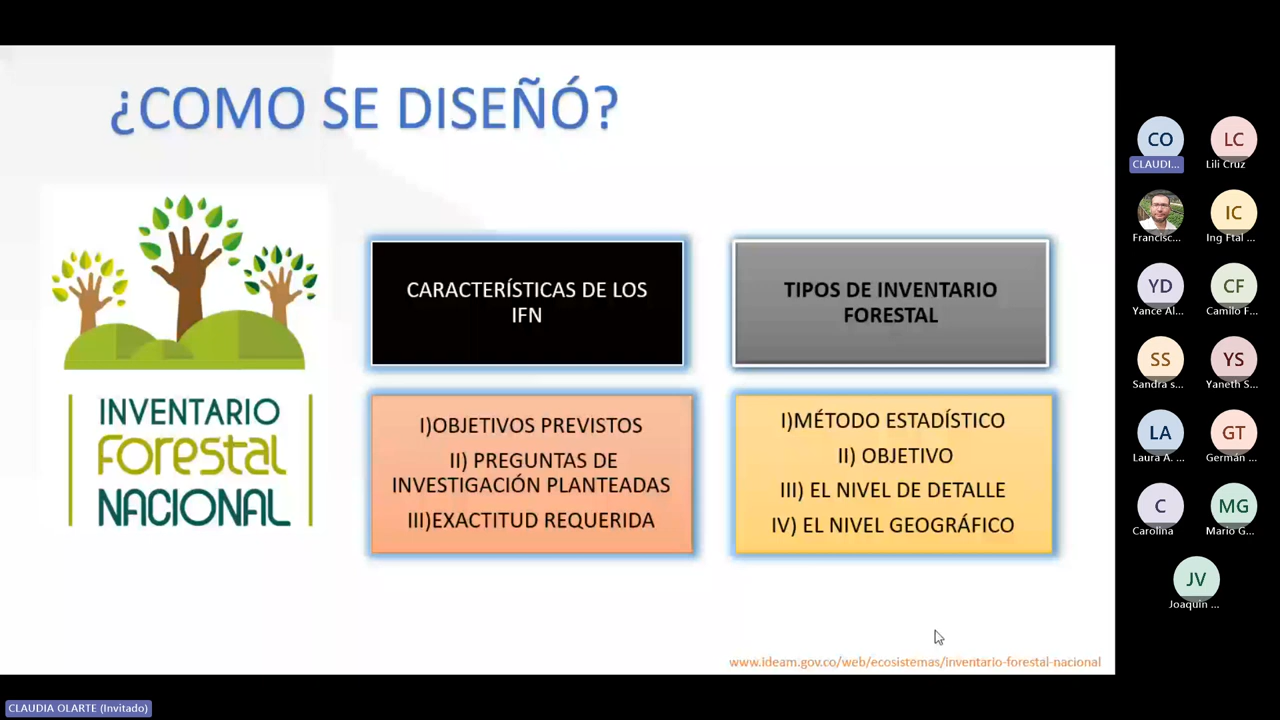 ¿COMO SE DISEÑÓ?
INVENTARIO
forestal
NACIONAL
CARACTERÍSTICAS DE LOS
IFN
I)OBJETIVOS PREVISTOS
II) PREGUNTAS DE
INVESTIGACIÓN PLANTEADAS
III)EXACTITUD REQUERIDA
TIPOS DE INVENTARIO
FORESTAL
I)MÉTODO ESTADÍSTICO
II) OBJETIVO
III) EL NIVEL DE DETALLE
IV) EL NIVEL GEOGRÁFICO
www.ideam.gov.co/web/ecosistemas/inventario-forestal-nacional
CO
CLAUDI...
LC
Lili Cruz
Francisc...
IC
Ing Ftal ...
YD
Yance Al...
CF
Camilo F...
SS
Sandra s...
YS
Yaneth S...
LA
Laura A. ...
GT
Germán ...
C
Carolina
MG
Mario G...
JV
Joaquin ...
CLAUDIA OLARTE (Invitado)